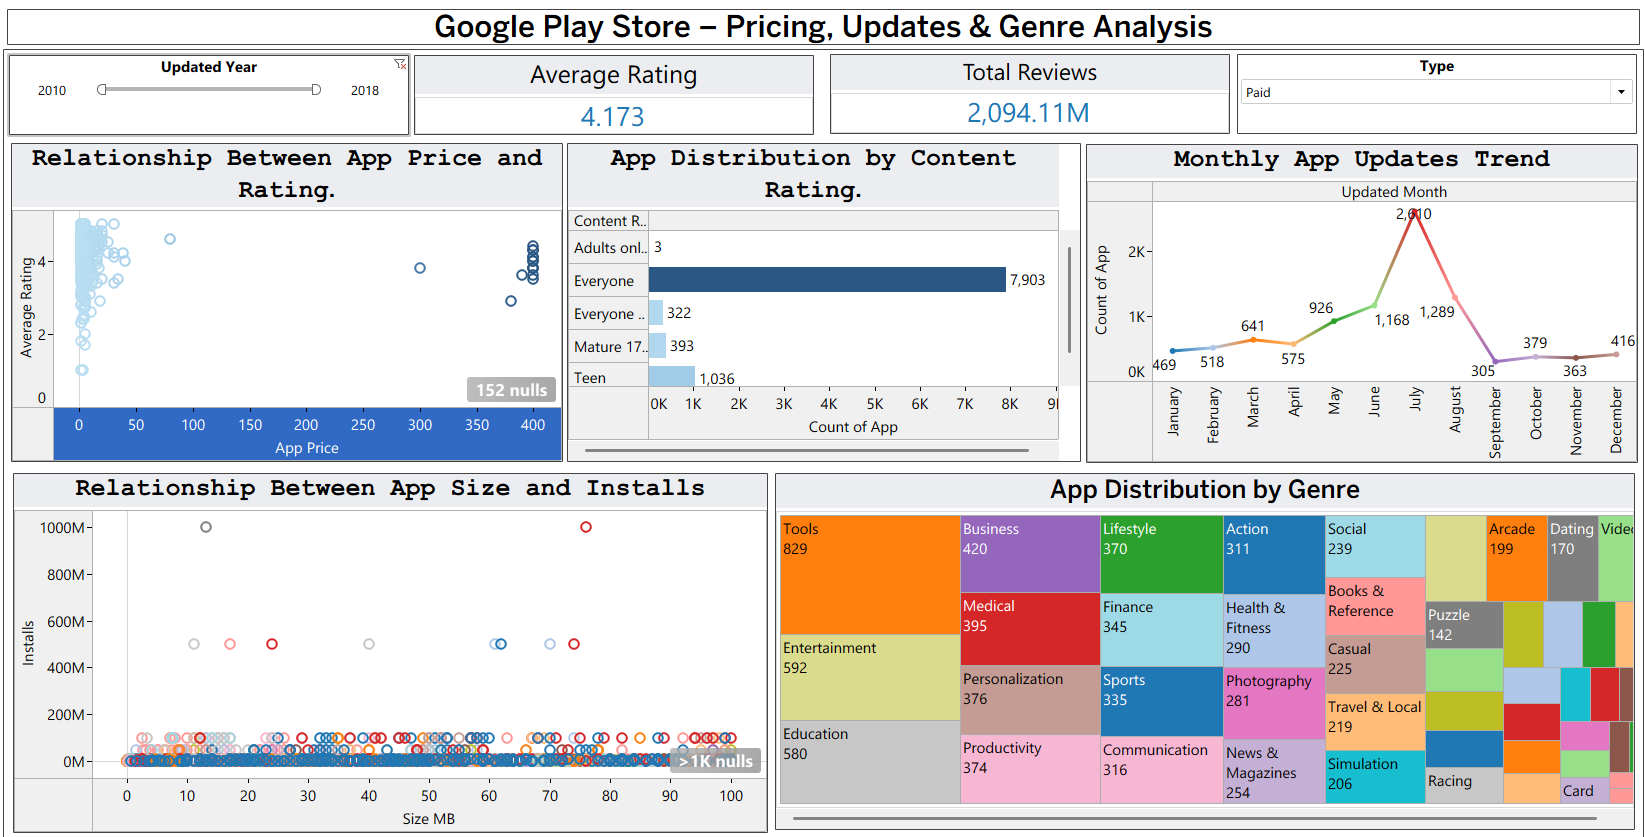 Google Play Store – Pricing, Updates & Genre Analysis
Updated Year
2010
2018
Average Rating
4.173
Total Reviews
2,094.11M
Type
Paid
Relationship Between App Price and
Rating.
Average Rating
4
2
0
152 nulls
0 50 100 150 200 250 300 350 400
App Price
App Distribution by Content
Rating.
Content R..
Adults onl.. 3
Everyone 7,903
Everyone .. 322
Mature 17.. 393
Teen 1,036
0K 1K 2K 3K 4K 5K 6K 7K 8K
Count of App
Monthly App Updates Trend
Updated Month
Count of App
2K
1K
0K
469
518
641
575
926
1,168
2,610
1,289
305
379
363
416
January
February
March
April
May
June
July
August
September
October
November
December
Relationship Between App Size and Installs
Installs
1000M
800M
600M
400M
200M
0M
>1K nulls
0 10 20 30 40 50 60 70 80 90 100
Size MB
App Distribution by Genre
Tools
829
Entertainment
592
Education
580
Business
420
Medical
395
Personalization
376
Productivity
374
Lifestyle
370
Finance
345
Sports
335
Communication
316
Action
311
Health &
Fitness
290
Photography
281
News &
Magazines
254
Social
239
Books &
Reference
Casual
225
Travel & Local
219
Simulation
206
Arcade
199
Dating
170
Puzzle
142
Racing
Card